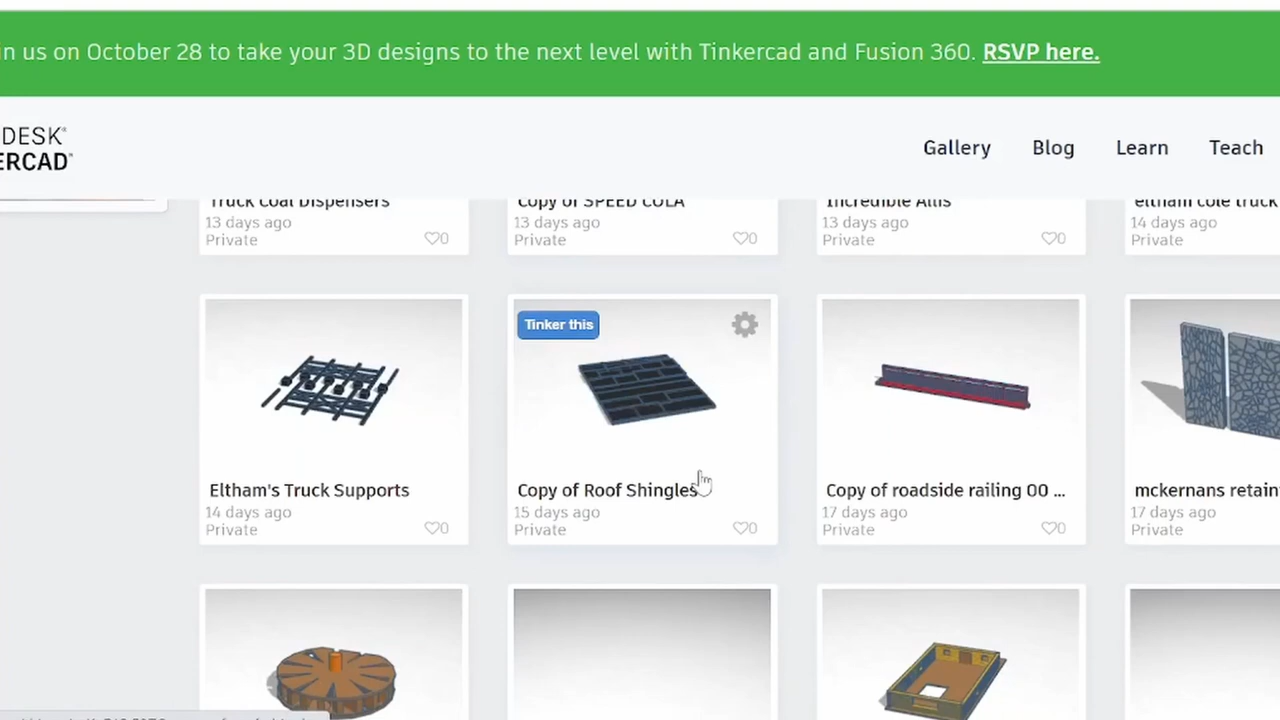 n us on October 28 to take your 3D designs to the next level with Tinkercad and Fusion 360. RSVP here.
DESK®
ERCAD®
Gallery Blog Learn Teach
Truck Coal Dispensers
13 days ago
Private
0
Copy of SPEED COLA
13 days ago
Private
0
Incredible Allis
13 days ago
Private
0
eltham cole truck
14 days ago
Private
Eltham's Truck Supports
14 days ago
Private
0
Tinker this
Copy of Roof Shingles
15 days ago
Private
0
Copy of roadside railing 00 ...
17 days ago
Private
0
mckernans retain
17 days ago
Private